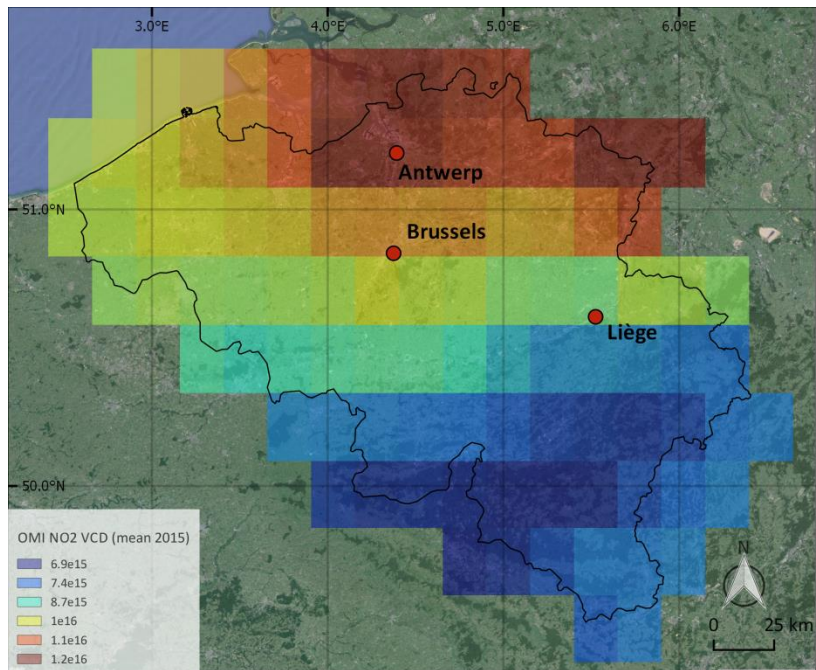 3.0°E 4.0°E 5.0°E 6.0°E
Antwerp
51.0°N
Brussels
Liège
50.0°N
OMI NO2 VCD (mean 2015)
6.9e15
7.4e15
8.7e15
1e16
1.1e16
1.2e16
N
0 25 km